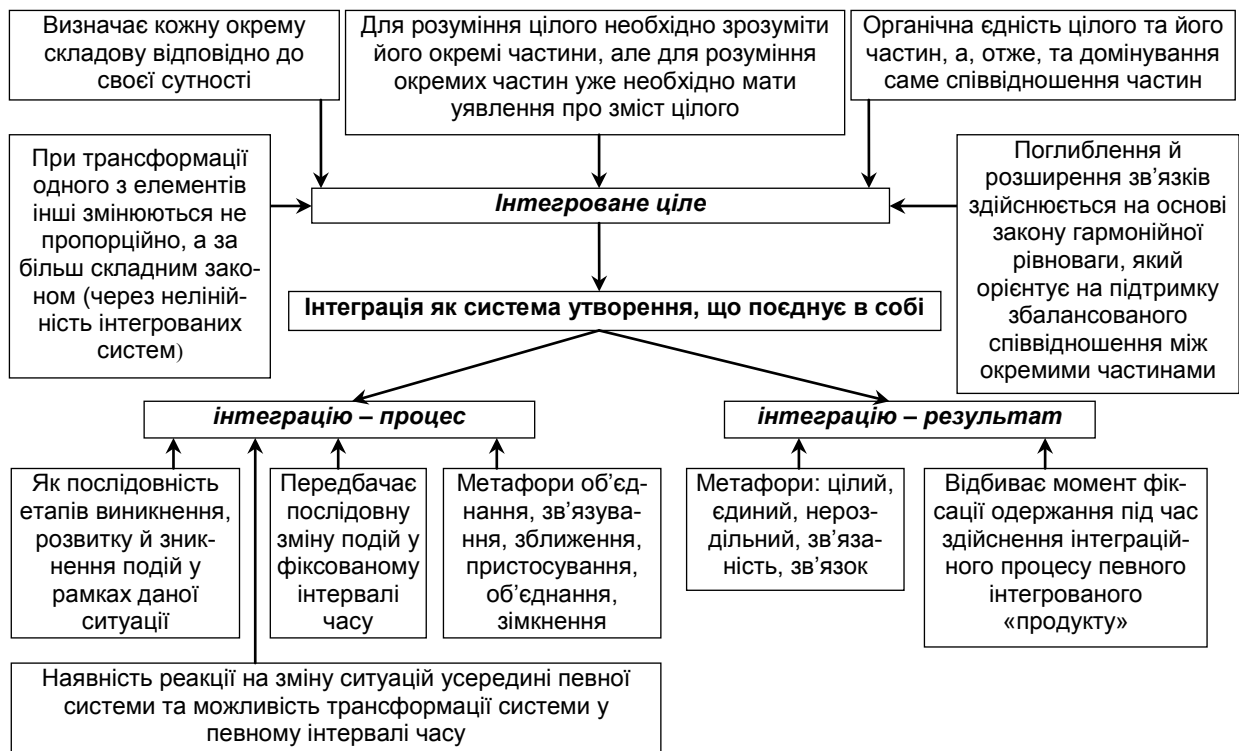 Визначає кожну окрему
складову відповідно до
своєї сутності
Для розуміння цілого необхідно зрозуміти
його окремі частини, але для розуміння
окремих частин уже необхідно мати
уявлення про зміст цілого
Органічна єдність цілого та його
частин, а, отже, та домінування
саме співвідношення частин
При трансформації
одного з елементів
інші змінюються не
пропорційно, а за
більш складним зако-
ном (через неліній-
ність інтегрованих
систем)
Інтегроване ціле
Поглиблення й
розширення зв’язків
здійснюється на основі
закону гармонійної
рівноваги, який
орієнтує на підтримку
збалансованого
співвідношення між
окремими частинами
Інтеграція як система утворення, що поєднує в собі
інтеграцію – процес
інтеграцію – результат
Як послідовність
етапів виникнення,
розвитку й зник-
нення подій у
рамках даної
ситуації
Передбачає
послідовну
зміну подій у
фіксованому
інтервалі
часу
Метафори об’єд-
нання, зв’язува-
ння, зближення,
пристосування,
об’єднання,
зімкнення
Метафори: цілий,
єдиний, нероз-
дільний, зв’яза-
ність, зв’язок
Відбиває момент фік-
сації одержання під час
здійснення інтеграцій-
ного процесу певного
інтегрованого
«продукту»
Наявність реакції на зміну ситуацій усередині певної
системи та можливість трансформації системи у
певному інтервалі часу